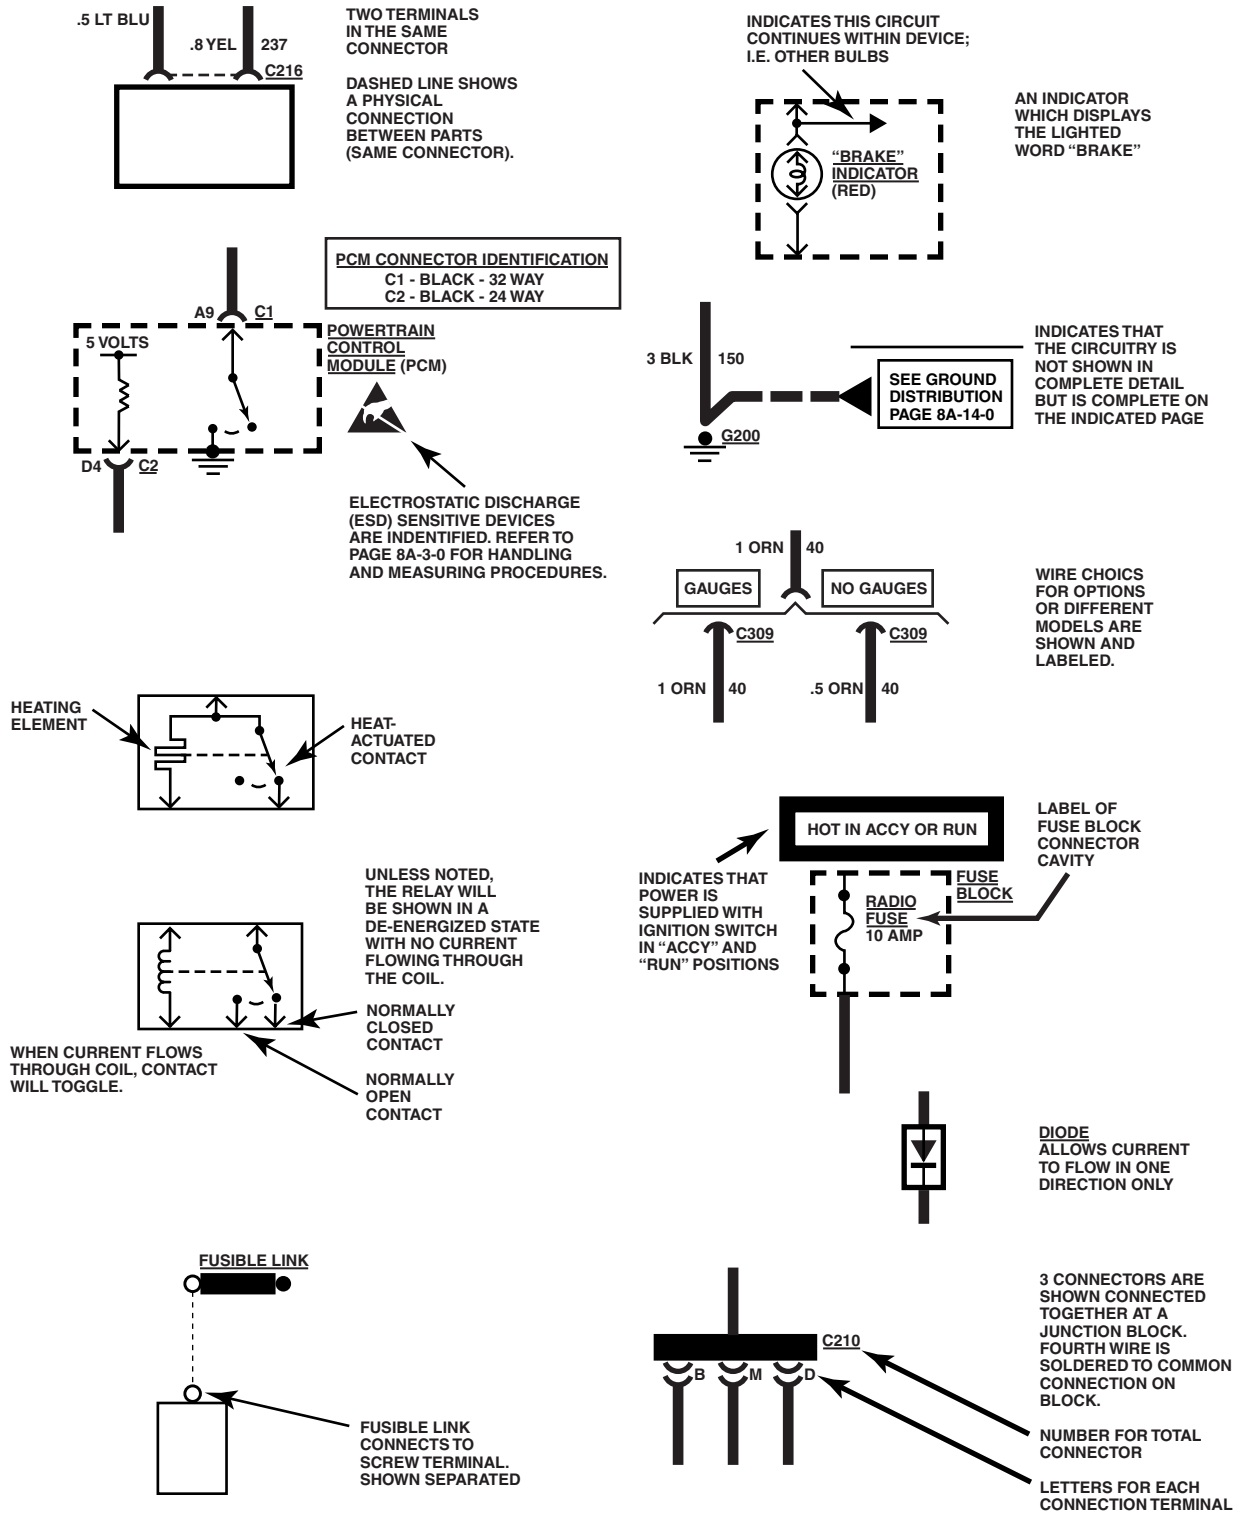 .5 LT BLU
.8 YEL
237
C216
TWO TERMINALS
IN THE SAME
CONNECTOR
DASHED LINE SHOWS
A PHYSICAL
CONNECTION
BETWEEN PARTS
(SAME CONNECTOR).
INDICATES THIS CIRCUIT
CONTINUES WITHIN DEVICE;
I.E. OTHER BULBS
“BRAKE”
INDICATOR
(RED)
AN INDICATOR
WHICH DISPLAYS
THE LIGHTED
WORD “BRAKE”
PCM CONNECTOR IDENTIFICATION
C1 - BLACK - 32 WAY
C2 - BLACK - 24 WAY
A9
C1
5 VOLTS
POWERTRAIN
CONTROL
MODULE (PCM)
D4
C2
ELECTROSTATIC DISCHARGE
(ESD) SENSITIVE DEVICES
ARE INDENTIFIED. REFER TO
PAGE 8A-3-0 FOR HANDLING
AND MEASURING PROCEDURES.
3 BLK
150
G200
SEE GROUND
DISTRIBUTION
PAGE 8A-14-0
INDICATES THAT
THE CIRCUITRY IS
NOT SHOWN IN
COMPLETE DETAIL
BUT IS COMPLETE ON
THE INDICATED PAGE
1 ORN
40
GAUGES
NO GAUGES
C309
C309
1 ORN
40
.5 ORN
40
WIRE CHOICS
FOR OPTIONS
OR DIFFERENT
MODELS ARE
SHOWN AND
LABELED.
HEATING
ELEMENT
HEAT-
ACTUATED
CONTACT
HOT IN ACCY OR RUN
INDICATES THAT
POWER IS
SUPPLIED WITH
IGNITION SWITCH
IN “ACCY” AND
“RUN” POSITIONS
RADIO
FUSE
10 AMP
FUSE
BLOCK
LABEL OF
FUSE BLOCK
CONNECTOR
CAVITY
UNLESS NOTED,
THE RELAY WILL
BE SHOWN IN A
DE-ENERGIZED STATE
WITH NO CURRENT
FLOWING THROUGH
THE COIL.
NORMALLY
CLOSED
CONTACT
NORMALLY
OPEN
CONTACT
WHEN CURRENT FLOWS
THROUGH COIL, CONTACT
WILL TOGGLE.
DIODE
ALLOWS CURRENT
TO FLOW IN ONE
DIRECTION ONLY
FUSIBLE LINK
FUSIBLE LINK
CONNECTS TO
SCREW TERMINAL.
SHOWN SEPARATED
C210
B
M
D
3 CONNECTORS ARE
SHOWN CONNECTED
TOGETHER AT A
JUNCTION BLOCK.
FOURTH WIRE IS
SOLDERED TO COMMON
CONNECTION ON
BLOCK.
NUMBER FOR TOTAL
CONNECTOR
LETTERS FOR EACH
CONNECTION TERMINAL